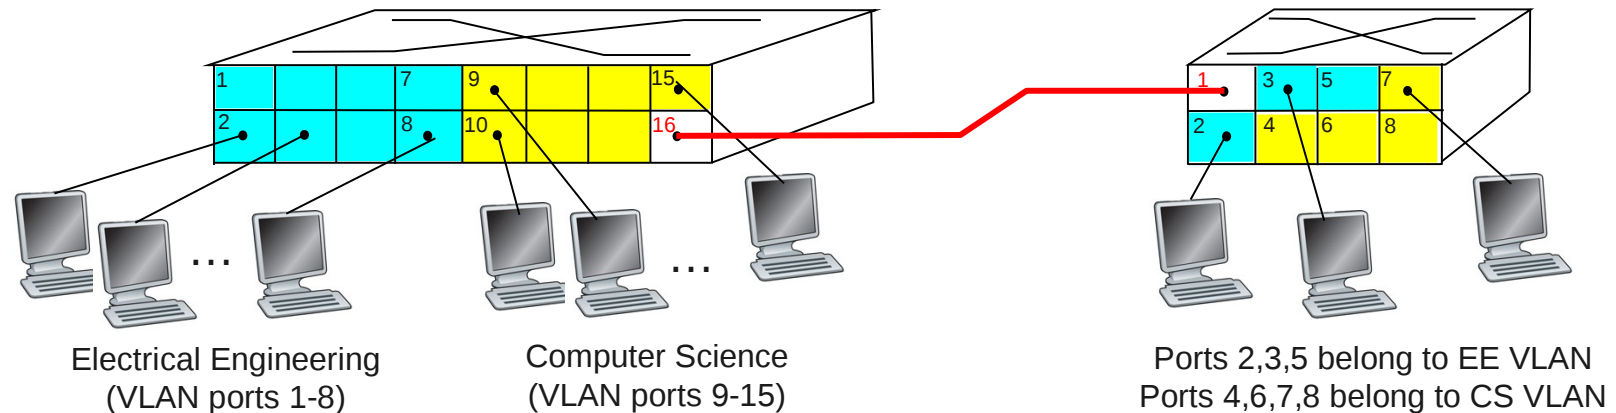 1 7 9 15
2 8 10 16
1 3 5 7
2 4 6 8
...
...
Electrical Engineering
(VLAN ports 1-8)
Computer Science
(VLAN ports 9-15)
Ports 2,3,5 belong to EE VLAN
Ports 4,6,7,8 belong to CS VLAN